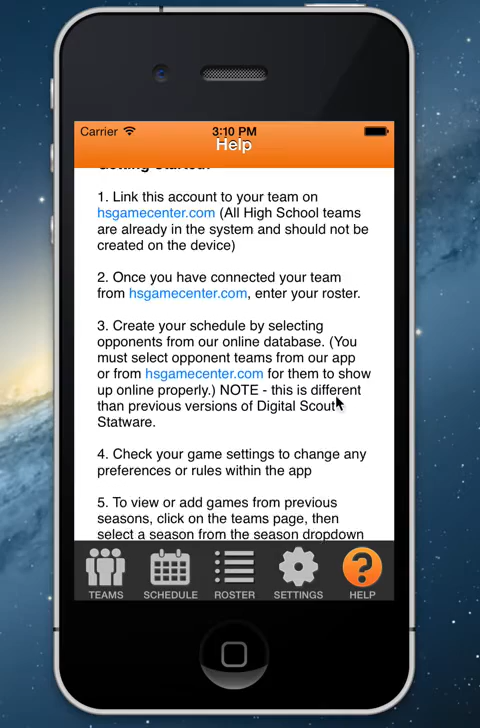 Carrier 3:10 PM
Help
Getting Started:
1. Link this account to your team on
hsgamecenter.com (All High School teams
are already in the system and should not be
created on the device)
2. Once you have connected your team
from hsgamecenter.com, enter your roster.
3. Create your schedule by selecting
opponents from our online database. (You
must select opponent teams from our app
or from hsgamecenter.com for them to show
up online properly.) NOTE - this is different
than previous versions of Digital Scout
Statware.
4. Check your game settings to change any
preferences or rules within the app
5. To view or add games from previous
seasons, click on the teams page, then
select a season from the season dropdown
TEAMS SCHEDULE ROSTER SETTINGS HELP